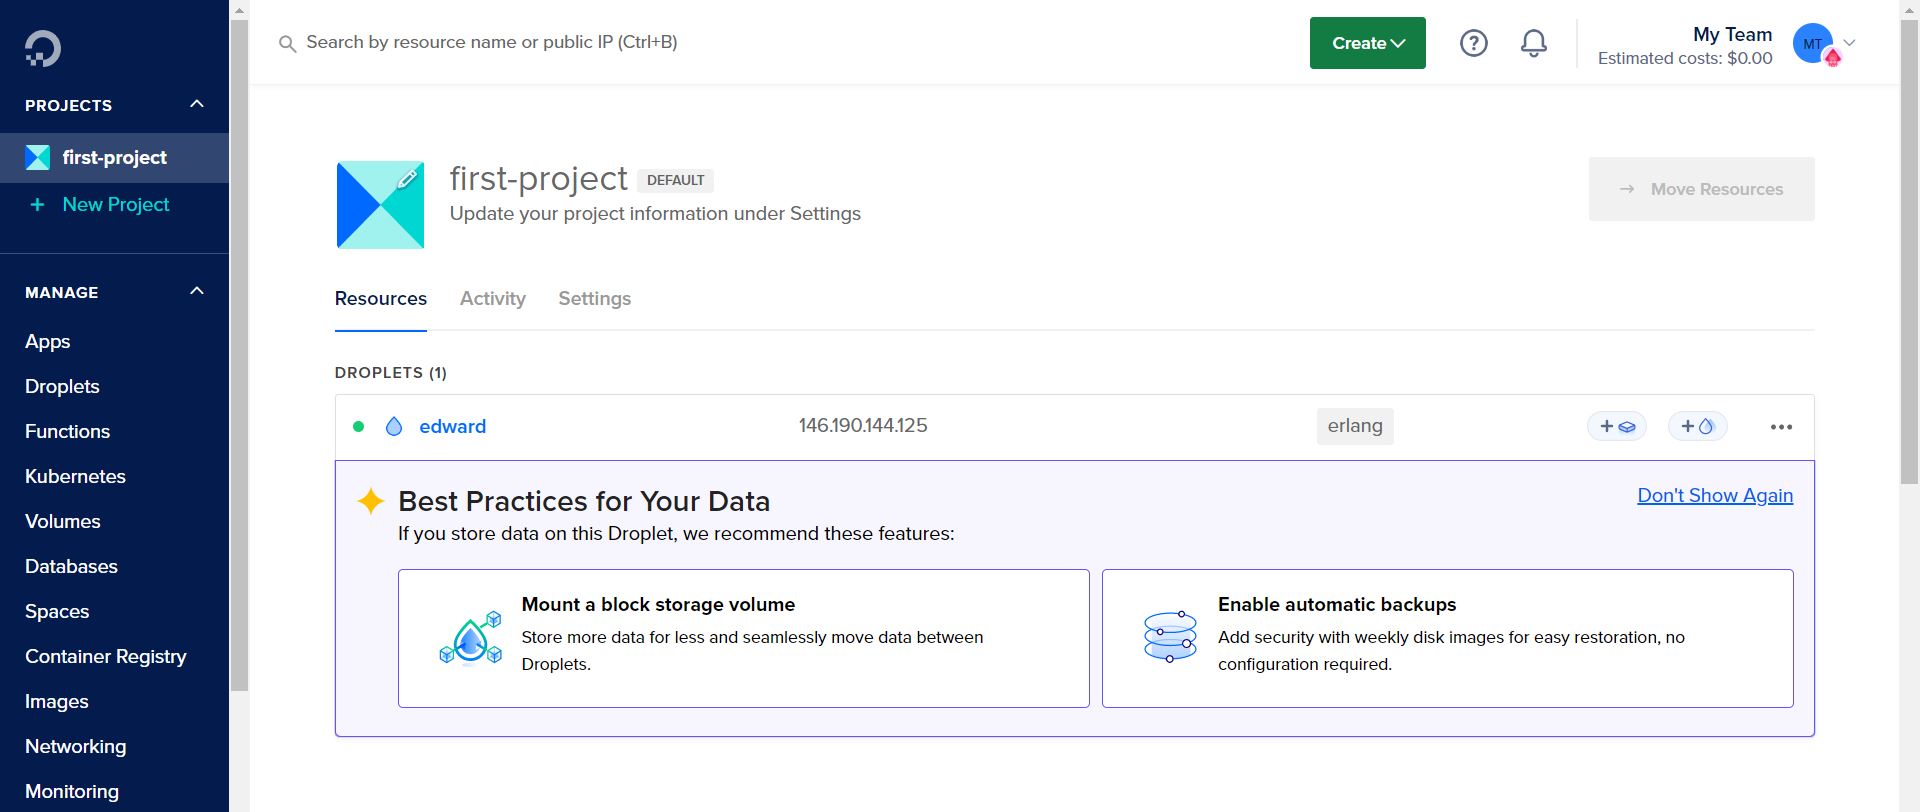 Search by resource name or public IP (Ctrl+B)
Create
?
My Team
Estimated costs: $0.00
MT
PROJECTS
first-project
+ New Project
MANAGE
Apps
Droplets
Functions
Kubernetes
Volumes
Databases
Spaces
Container Registry
Images
Networking
Monitoring
first-project DEFAULT
Update your project information under Settings
→ Move Resources
Resources Activity Settings
DROPLETS (1)
edward 146.190.144.125 erlang + + •••
Best Practices for Your Data
Don't Show Again
If you store data on this Droplet, we recommend these features:
Mount a block storage volume
Store more data for less and seamlessly move data between
Droplets.
Enable automatic backups
Add security with weekly disk images for easy restoration, no
configuration required.